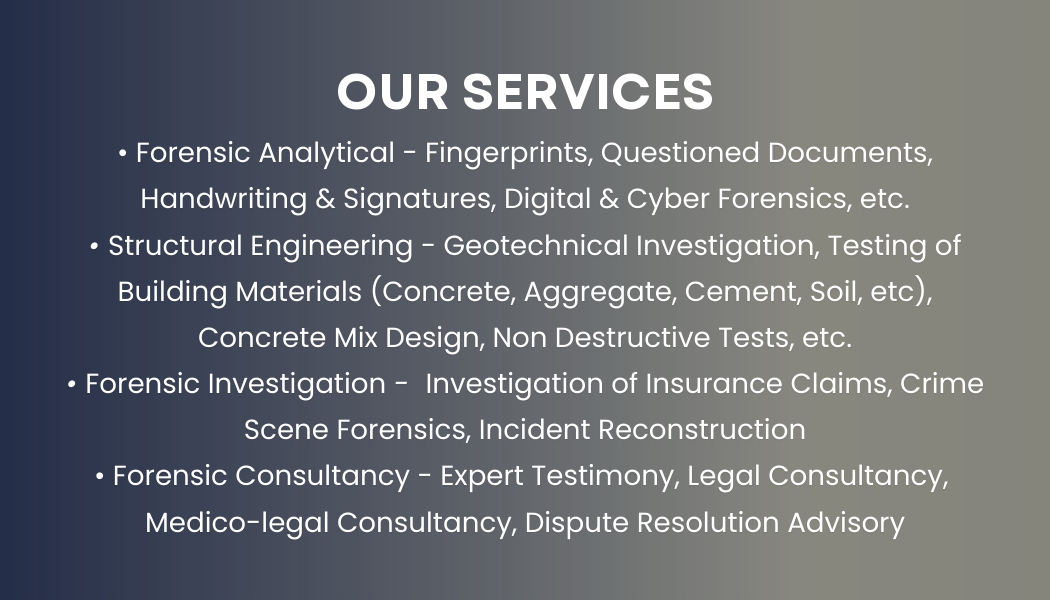 OUR SERVICES
• Forensic Analytical - Fingerprints, Questioned Documents,
Handwriting & Signatures, Digital & Cyber Forensics, etc.
• Structural Engineering - Geotechnical Investigation, Testing of
Building Materials (Concrete, Aggregate, Cement, Soil, etc),
Concrete Mix Design, Non Destructive Tests, etc.
• Forensic Investigation -  Investigation of Insurance Claims, Crime
Scene Forensics, Incident Reconstruction
• Forensic Consultancy - Expert Testimony, Legal Consultancy,
Medico-legal Consultancy, Dispute Resolution Advisory